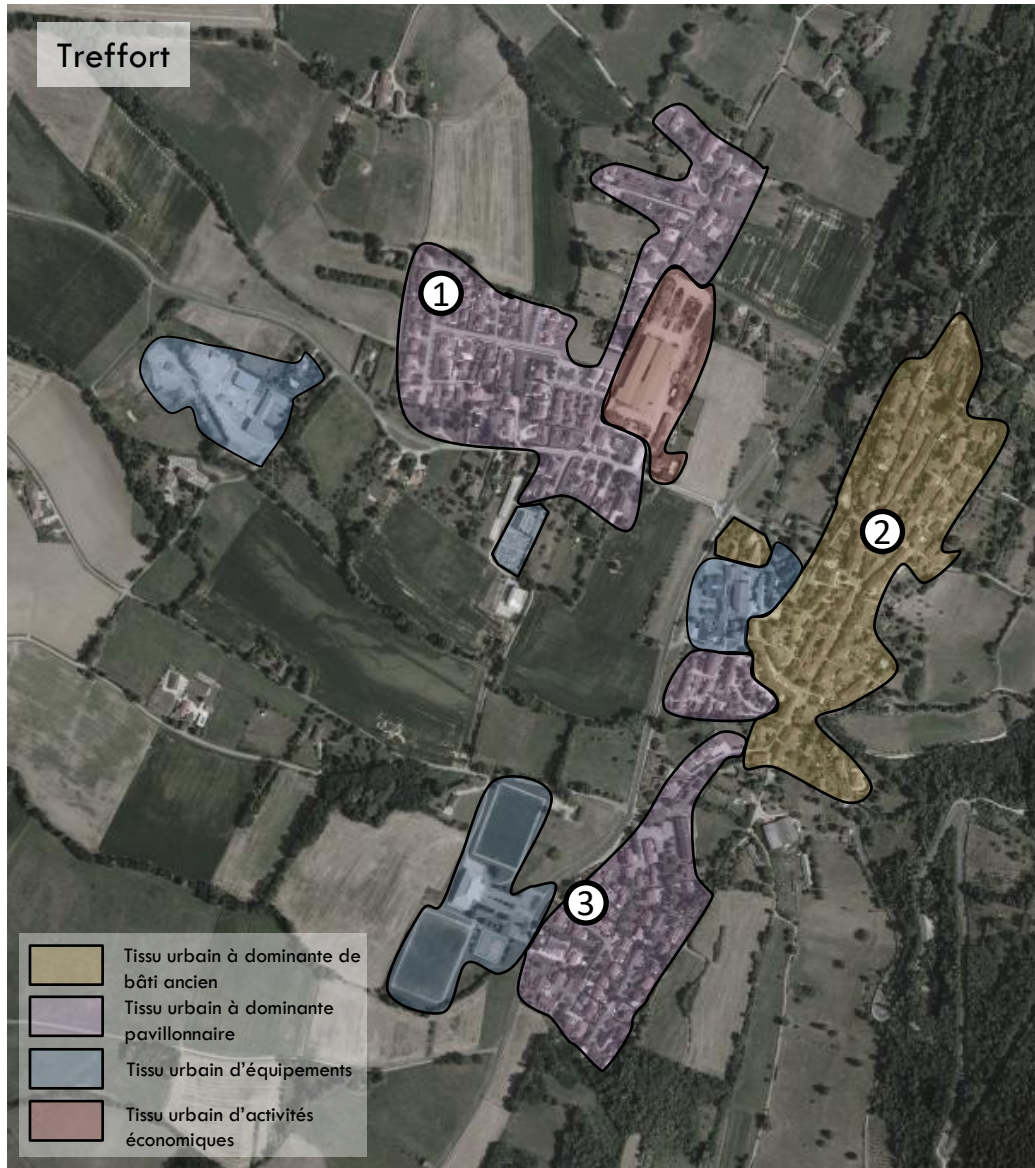 Treffort
1
2
3
Tissu urbain à dominante de
bâti ancien
Tissu urbain à dominante
pavillonnaire
Tissu urbain d'équipements
Tissu urbain d'activités
économiques